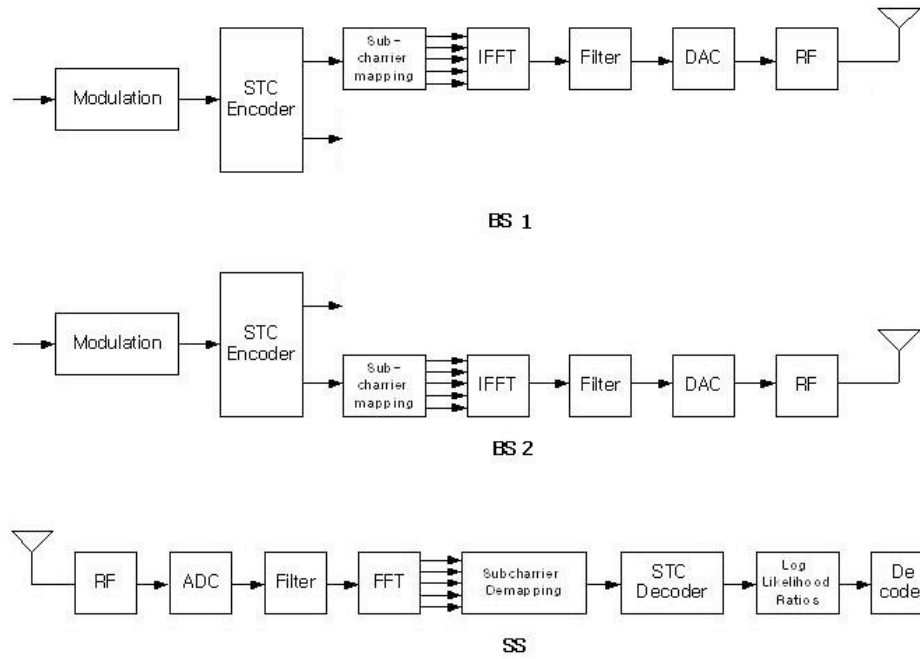 Modulation
STC
Encoder
Sub-
charrier
mapping
IFFT
Filter
DAC
RF
BS 1
Modulation
STC
Encoder
Sub-
charrier
mapping
IFFT
Filter
DAC
RF
BS 2
RF
ADC
Filter
FFT
Subcharrier
Demapping
STC
Decoder
Log
Likelihood
Ratios
De
code
SS